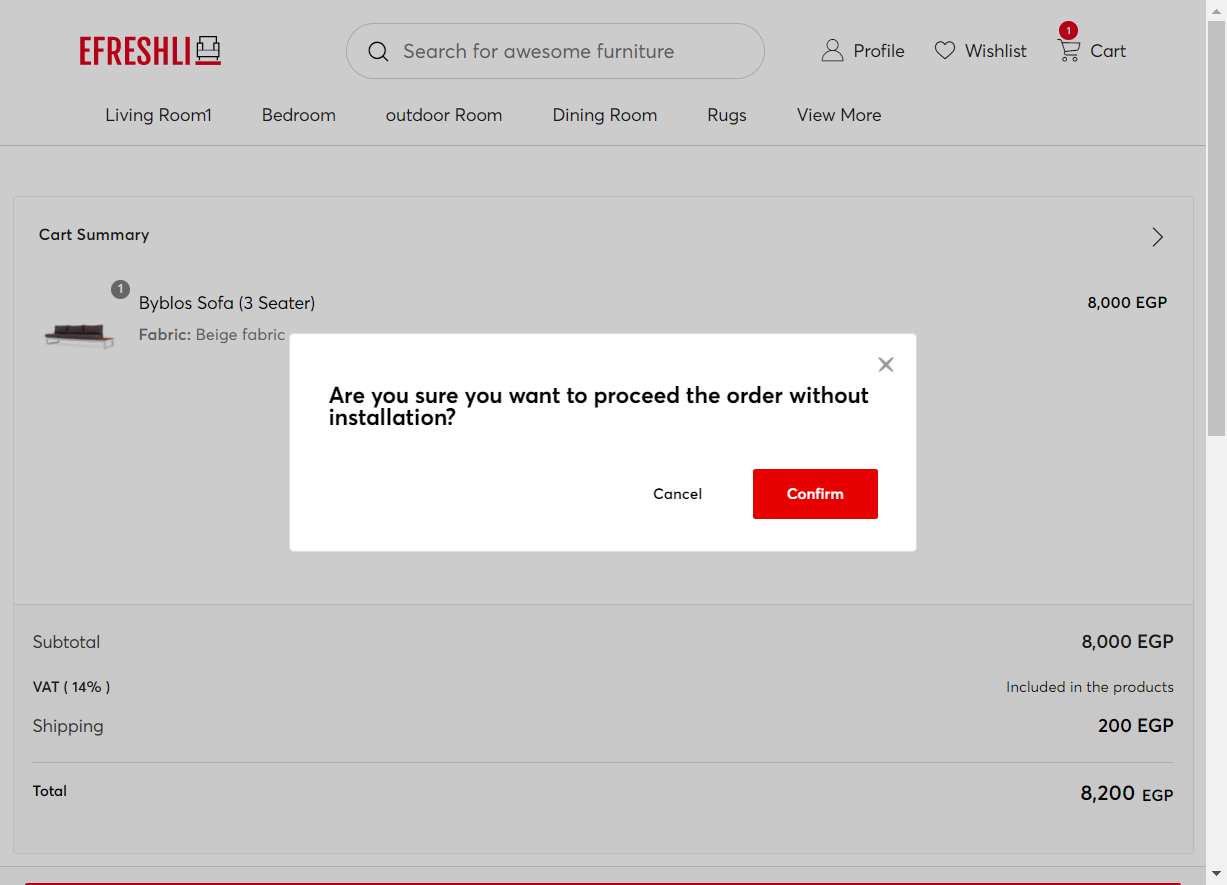 EFRESHLI
Search for awesome furniture
Profile
Wishlist
1
Cart
Living Room1
Bedroom
outdoor Room
Dining Room
Rugs
View More
Cart Summary
1
Byblos Sofa (3 Seater)
8,000 EGP
Fabric: Beige fabric
Are you sure you want to proceed the order without
installation?
Cancel
Confirm
Subtotal
8,000 EGP
VAT ( 14% )
Included in the products
Shipping
200 EGP
Total
8,200 EGP